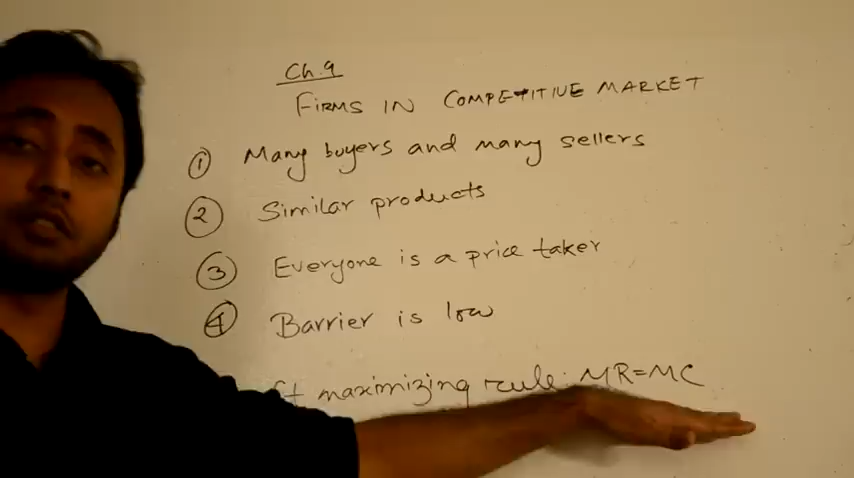 Ch.9
FIRMS IN COMPETITIVE MARKET
① Many buyers and many sellers
② Similar products
③ Everyone is a price taker
④ Barrier is low
maximizing rule: MR=MC